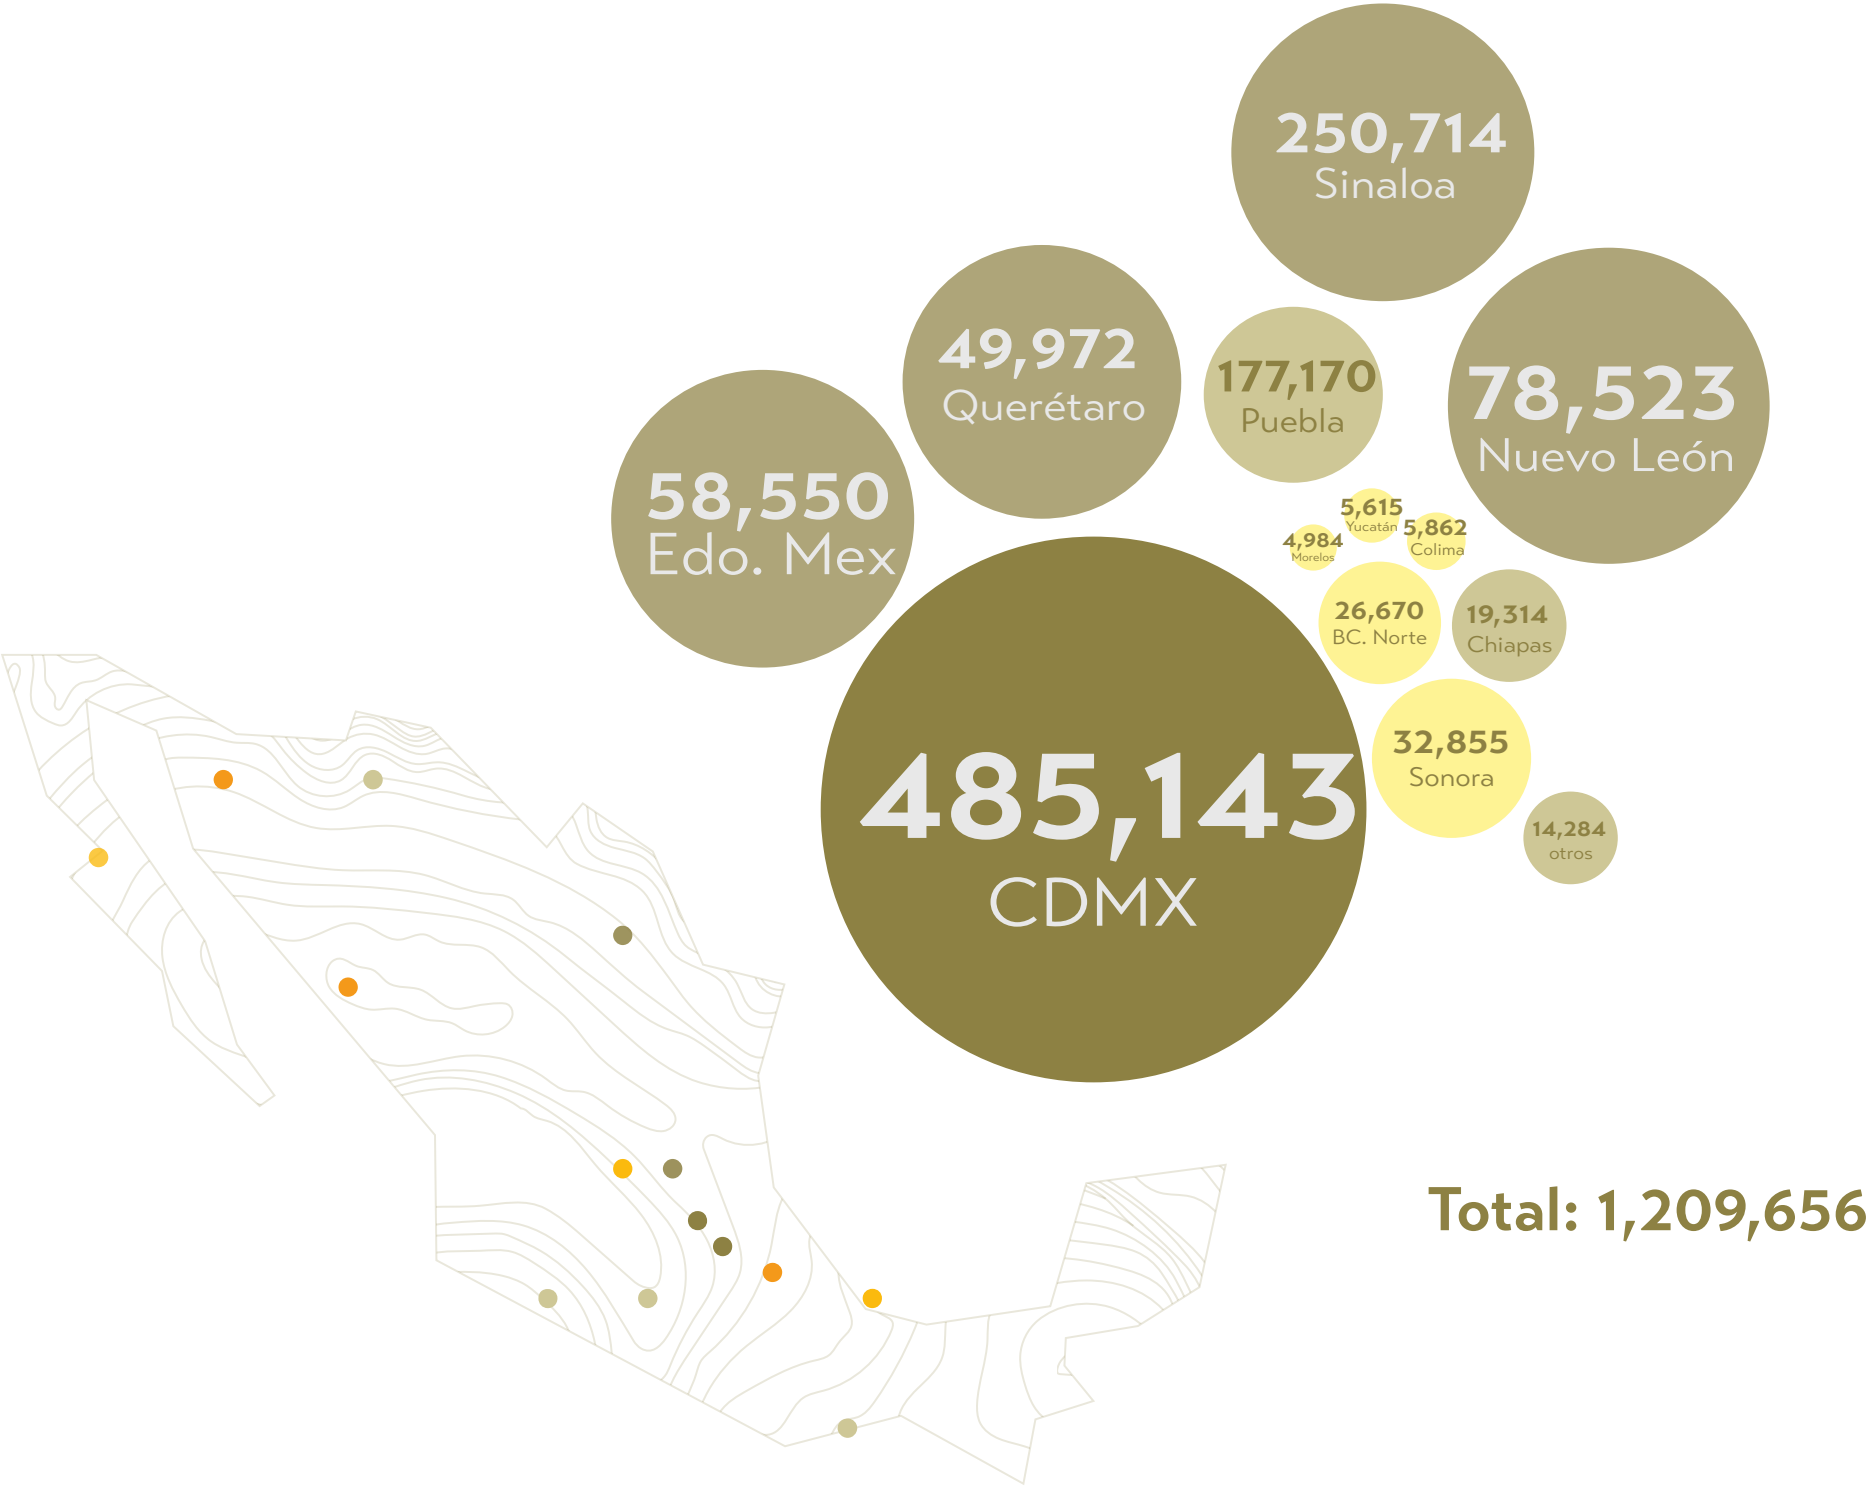 250,714
Sinaloa
49,972
Querétaro
177,170
Puebla
78,523
Nuevo León
58,550
Edo. Mex
5,615
Yucatán
5,862
Colima
4,984
Morelos
26,670
BC. Norte
19,314
Chiapas
485,143
CDMX
32,855
Sonora
14,284
otros
Total: 1,209,656